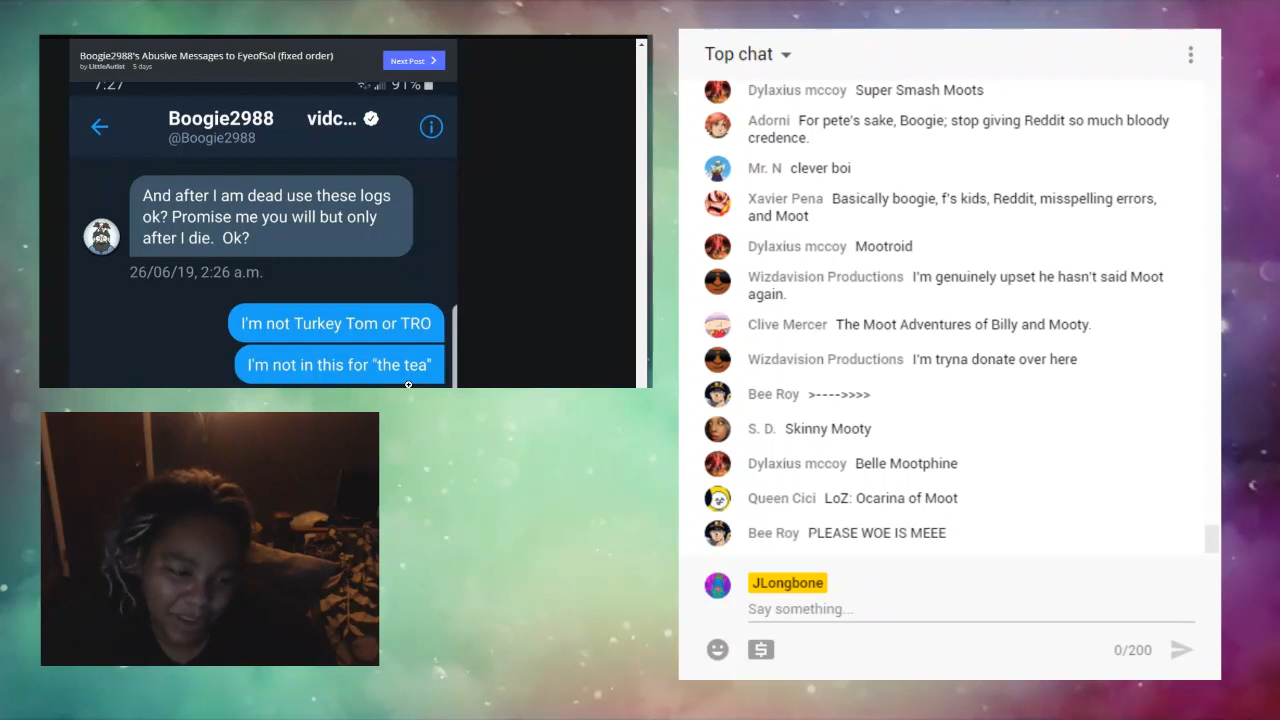 Boogie2988's Abusive Messages to EyeofSol (fixed order)
by LittleAutist 5 days
Next Post
7:27
91%
Boogie2988 vidc...
@Boogie2988
And after I am dead use these logs
ok? Promise me you will but only
after I die. Ok?
26/06/19, 2:26 a.m.
I'm not Turkey Tom or TRO
I'm not in this for "the tea"
Top chat
Dylaxius mccoy Super Smash Moots
Adorni For pete's sake, Boogie; stop giving Reddit so much bloody
credence.
Mr. N clever boi
Xavier Pena Basically boogie, f's kids, Reddit, misspelling errors,
and Moot
Dylaxius mccoy Mootroid
Wizdavision Productions I'm genuinely upset he hasn't said Moot
again.
Clive Mercer The Moot Adventures of Billy and Mooty.
Wizdavision Productions I'm tryna donate over here
Bee Roy >---->>>>
S. D. Skinny Mooty
Dylaxius mccoy Belle Mootphine
Queen Cici LoZ: Ocarina of Moot
Bee Roy PLEASE WOE IS MEEE
JLongbone
Say something...
0/200